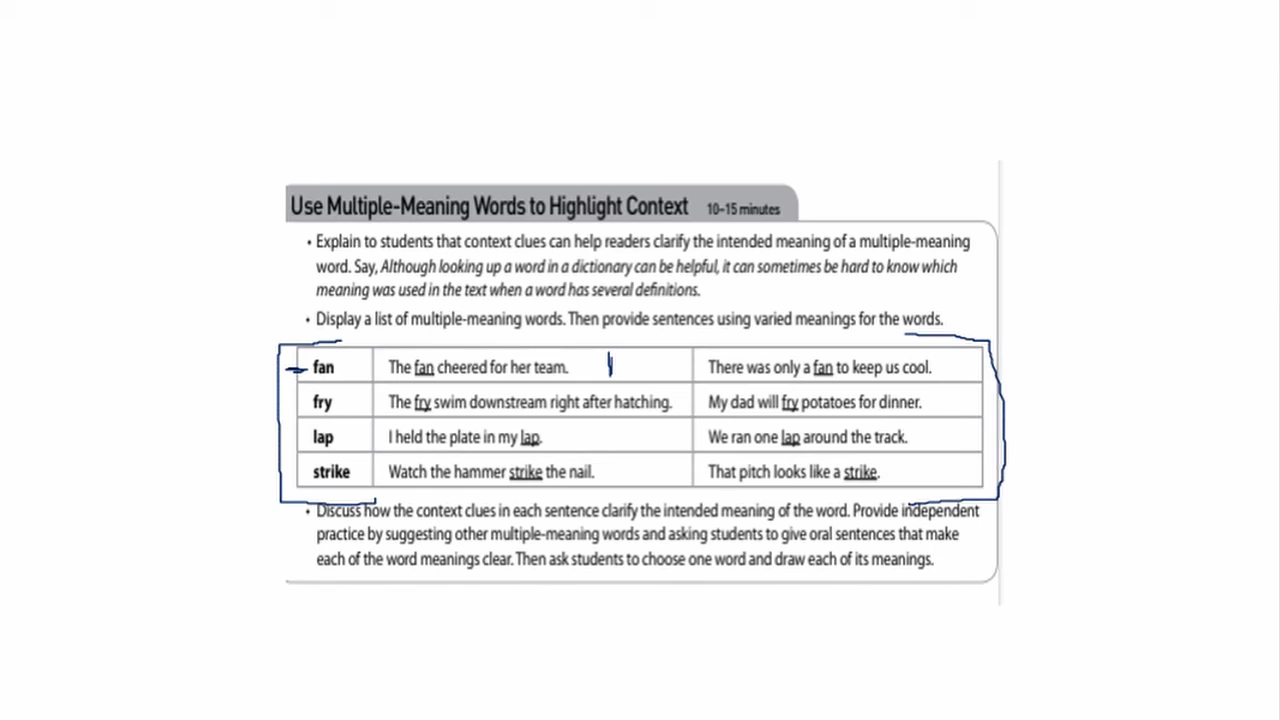 Use Multiple-Meaning Words to Highlight Context 10–15 minutes
• Explain to students that context clues can help readers clarify the intended meaning of a multiple-meaning
word. Say, Although looking up a word in a dictionary can be helpful, it can sometimes be hard to know which
meaning was used in the text when a word has several definitions.
• Display a list of multiple-meaning words. Then provide sentences using varied meanings for the words.
fan The fan cheered for her team. There was only a fan to keep us cool.
fry The fry swim downstream right after hatching. My dad will fry potatoes for dinner.
lap I held the plate in my lap. We ran one lap around the track.
strike Watch the hammer strike the nail. That pitch looks like a strike.
• Discuss how the context clues in each sentence clarify the intended meaning of the word. Provide independent
practice by suggesting other multiple-meaning words and asking students to give oral sentences that make
each of the word meanings clear. Then ask students to choose one word and draw each of its meanings.